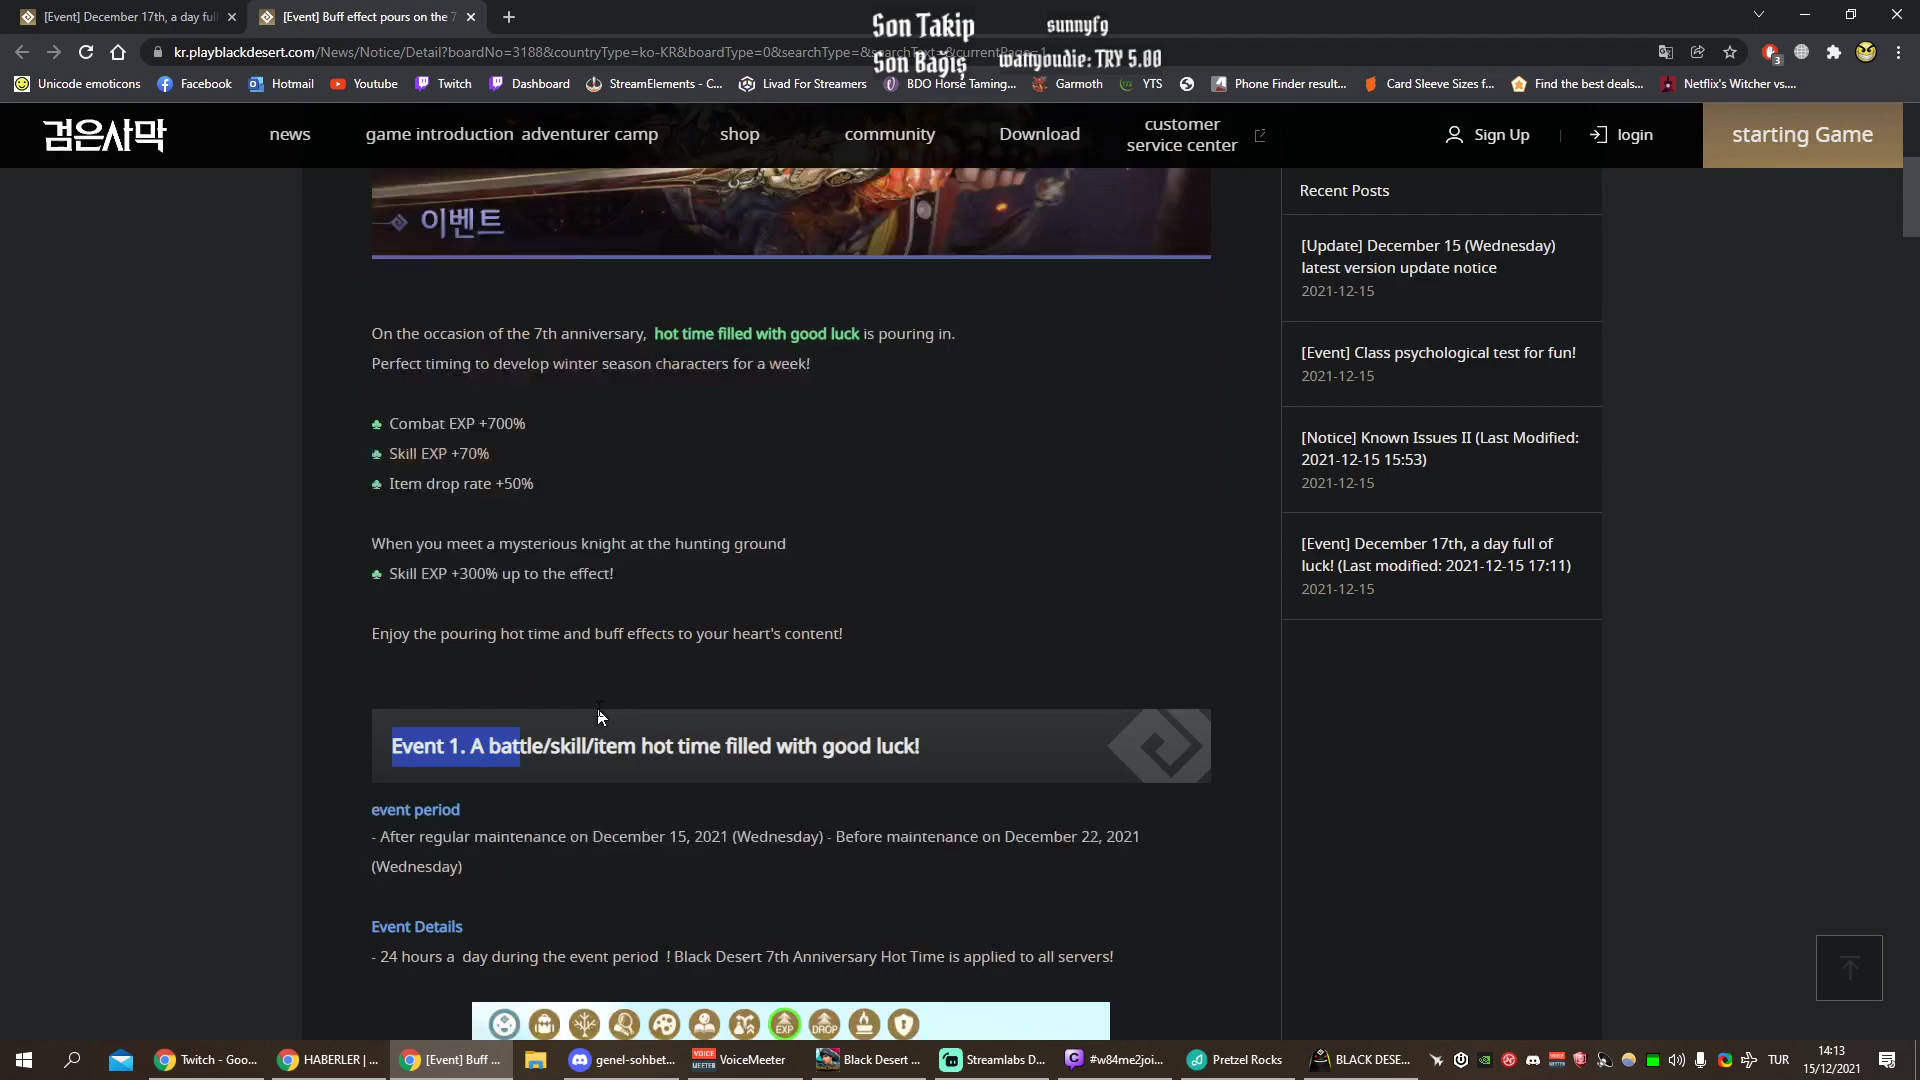 [Event] December 17th, a day full
[Event] Buff effect pours on the 7
Son Takip
sunnyfg
kr.playblackdesert.com/News/Notice/Detail?boardNo=3188&countryType=ko-KR&boardType=0&searchType=&searchText=&currentPage=1
Son Bağış
wattyoudie: TRY 5.00
3
Unicode emoticons
Facebook
Hotmail
Youtube
Twitch
Dashboard
StreamElements - C...
Livad For Streamers
BDO Horse Taming...
Garmoth
YTS
Phone Finder result...
Card Sleeve Sizes f...
Find the best deals...
Netflix's Witcher vs....
검은사막
news
game introduction
adventurer camp
shop
community
Download
customer
service center
Sign Up
login
starting Game
이벤트
On the occasion of the 7th anniversary, hot time filled with good luck is pouring in.
Perfect timing to develop winter season characters for a week!
♣ Combat EXP +700%
♣ Skill EXP +70%
♣ Item drop rate +50%
When you meet a mysterious knight at the hunting ground
♣ Skill EXP +300% up to the effect!
Enjoy the pouring hot time and buff effects to your heart's content!
Event 1. A battle/skill/item hot time filled with good luck!
event period
- After regular maintenance on December 15, 2021 (Wednesday) - Before maintenance on December 22, 2021
(Wednesday)
Event Details
- 24 hours a day during the event period ! Black Desert 7th Anniversary Hot Time is applied to all servers!
EXP
DROP
Recent Posts
[Update] December 15 (Wednesday)
latest version update notice
2021-12-15
[Event] Class psychological test for fun!
2021-12-15
[Notice] Known Issues II (Last Modified:
2021-12-15 15:53)
2021-12-15
[Event] December 17th, a day full of
luck! (Last modified: 2021-12-15 17:11)
2021-12-15
Twitch - Goo...
HABERLER | ...
[Event] Buff ...
genel-sohbet...
VOICE
MEETER
VoiceMeeter
Black Desert ...
Streamlabs D...
#w84me2joi...
Pretzel Rocks
BLACK DESE...
TUR
14:13
15/12/2021